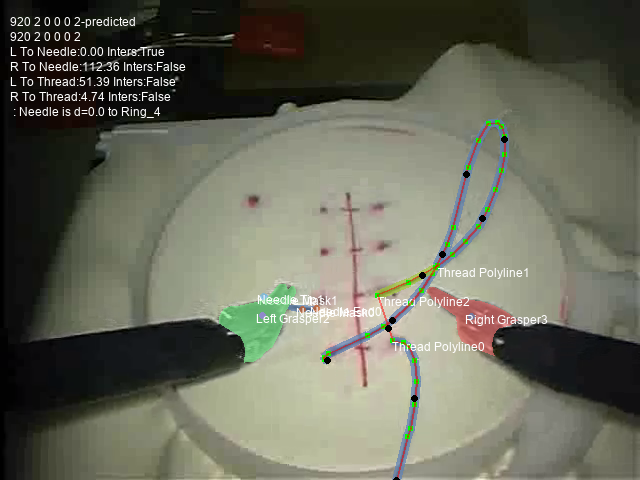 920 2 0 0 0 2-predicted
920 2 0 0 0 2
L To Needle:0.00 Inters:True
R To Needle:112.36 Inters:False
L To Thread:51.39 Inters:False
R To Thread:4.74 Inters:False
: Needle is d=0.0 to Ring_4
Thread Polyline1
Thread Polyline2
Left Grasper2
Right Grasper3
Thread Polyline0